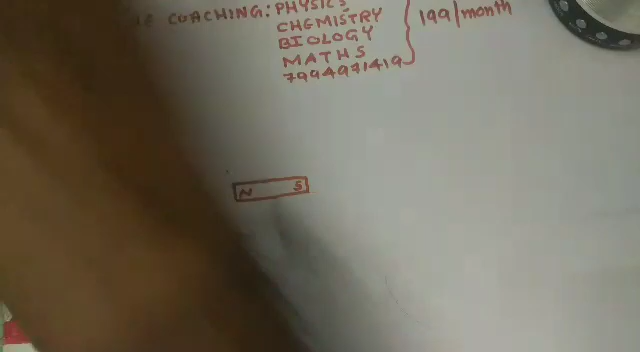 COACHING: PHYSICS
CHEMISTRY
BIOLOGY
MATHS
7994971419
199/month
N S